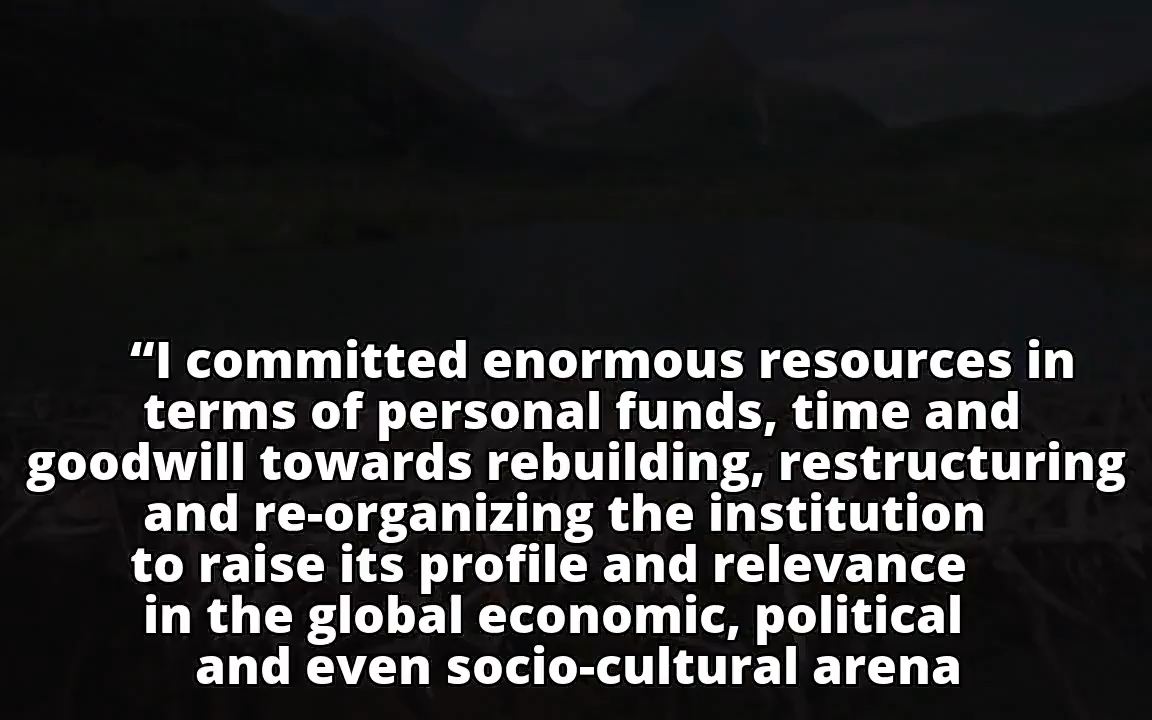 “I committed enormous resources in
terms of personal funds, time and
goodwill towards rebuilding, restructuring
and re-organizing the institution
to raise its profile and relevance
in the global economic, political
and even socio-cultural arena